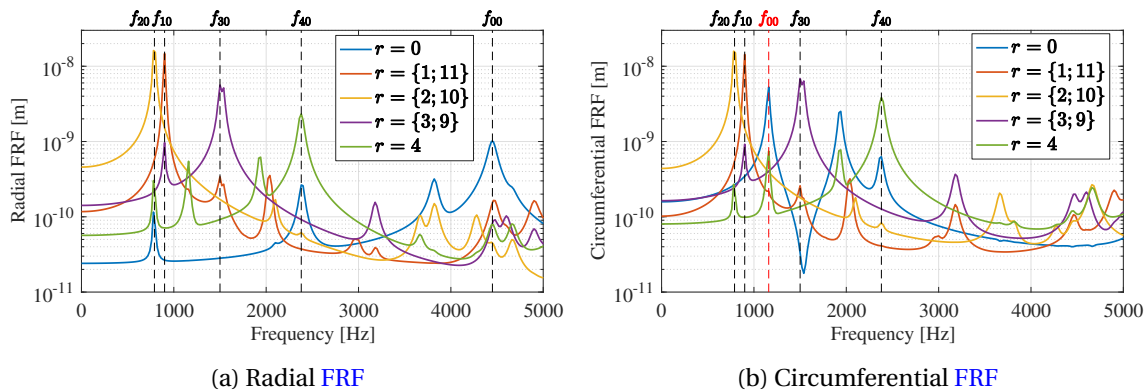 f₂₀ f₁₀ f₃₀ f₄₀ f₀₀
10⁻⁸
10⁻⁹
10⁻¹⁰
10⁻¹¹
Radial FRF [m]
r = 0
r = {1; 11}
r = {2; 10}
r = {3; 9}
r = 4
0 1000 2000 3000 4000 5000
Frequency [Hz]
(a) Radial FRF
f₂₀ f₁₀ f₀₀ f₃₀ f₄₀
10⁻⁸
10⁻⁹
10⁻¹⁰
10⁻¹¹
Circumferential FRF [m]
r = 0
r = {1; 11}
r = {2; 10}
r = {3; 9}
r = 4
0 1000 2000 3000 4000 5000
Frequency [Hz]
(b) Circumferential FRF